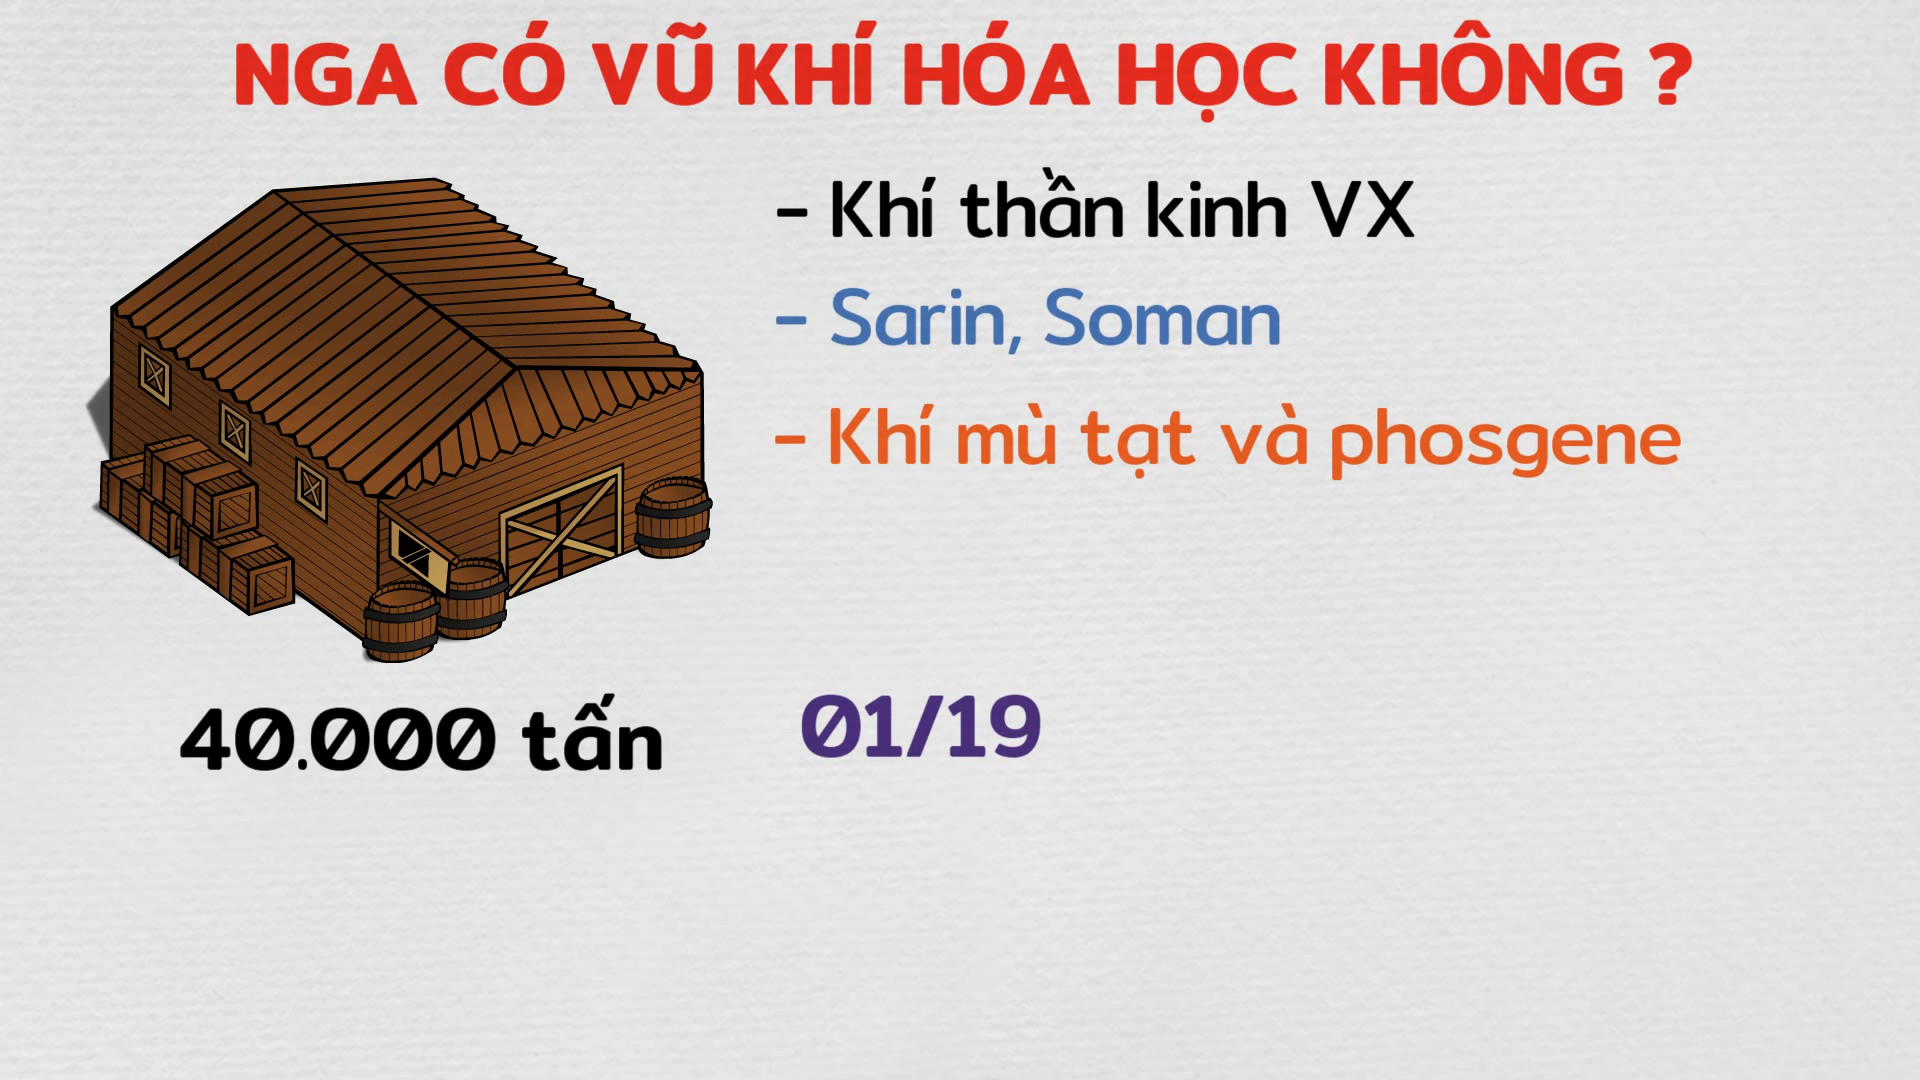 NGA CÓ VŨ KHÍ HÓA HỌC KHÔNG ?
- Khí thần kinh VX
- Sarin, Soman
- Khí mù tạt và phosgene
40.000 tấn
01/19